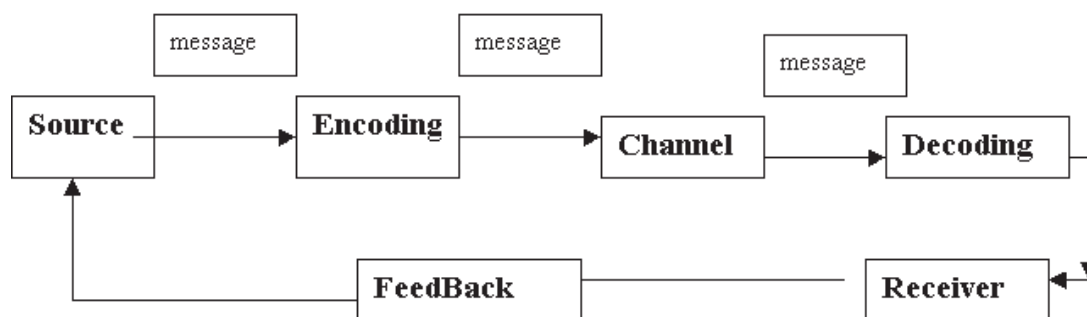 message
message
message
Source
Encoding
Channel
Decoding
FeedBack
Receiver